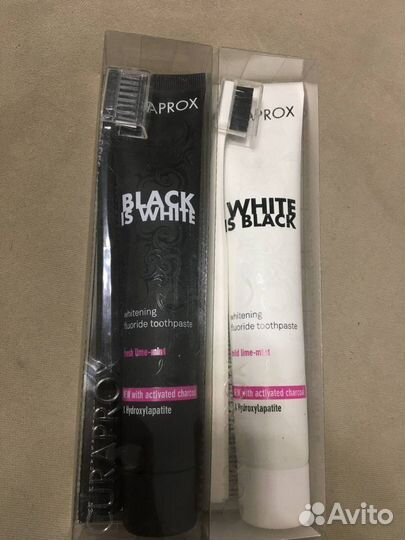 APROX
BLACK
IS WHITE
whitening
fluoride toothpaste
fresh lime-mint
with activated charcoal
& Hydroxylapatite
CURAPROX
APROX
WHITE
IS BLACK
whitening
fluoride toothpaste
mild lime-mint
with activated charcoal
& Hydroxylapatite
Avito